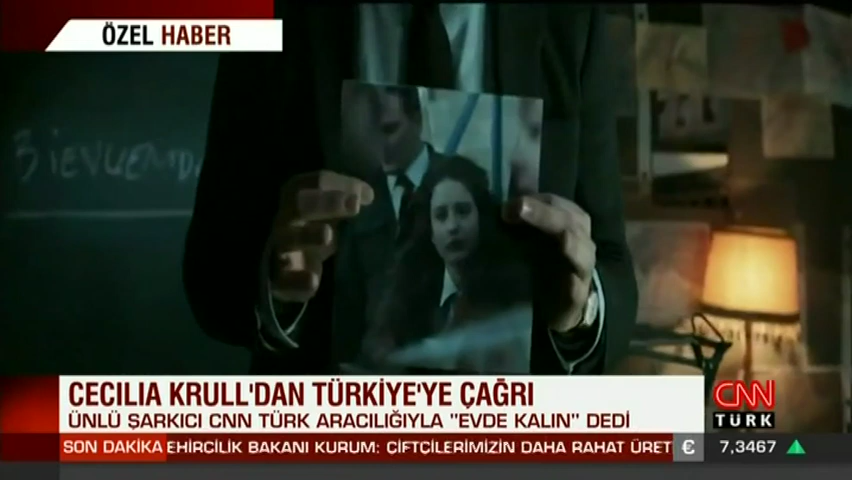 ÖZEL HABER
BIENVENIDO
CECILIA KRULL'DAN TÜRKİYE'YE ÇAĞRI
ÜNLÜ ŞARKICI CNN TÜRK ARACILIĞIYLA "EVDE KALIN" DEDİ
CNN
TÜRK
SON DAKİKA EHİRCİLİK BAKANI KURUM: ÇİFTÇİLERİMİZİN DAHA RAHAT ÜRET € 7,3467